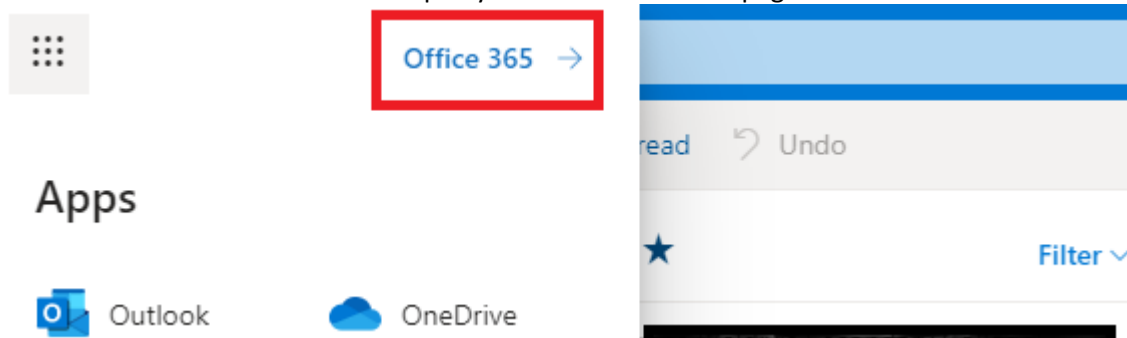 Office 365 →
read Undo
Apps
★ Filter
Outlook OneDrive